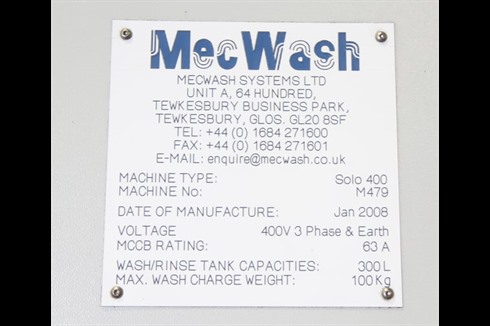 MecWash
MECWASH SYSTEMS LTD
UNIT A, 64 HUNDRED,
TEWKESBURY BUSINESS PARK,
TEWKESBURY, GLOS. GL20 8SF
TEL: +44 (0) 1684 271600
FAX: +44 (0) 1684 271601
E-MAIL: enquire@mecwash.co.uk
MACHINE TYPE: Solo 400
MACHINE No: M479
DATE OF MANUFACTURE: Jan 2008
VOLTAGE 400V 3 Phase & Earth
MCCB RATING: 63 A
WASH/RINSE TANK CAPACITIES: 300L
MAX. WASH CHARGE WEIGHT: 100Kg